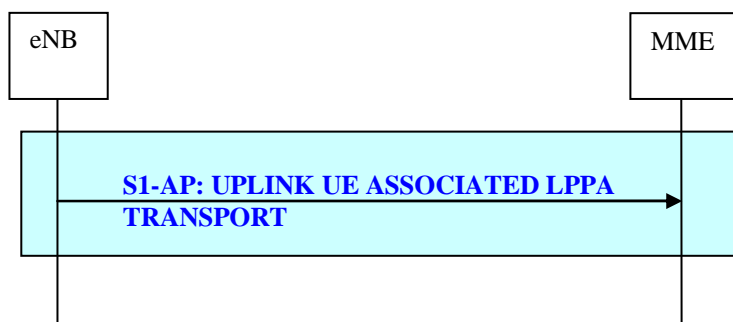 eNB
MME
S1-AP: UPLINK UE ASSOCIATED LPPA
TRANSPORT